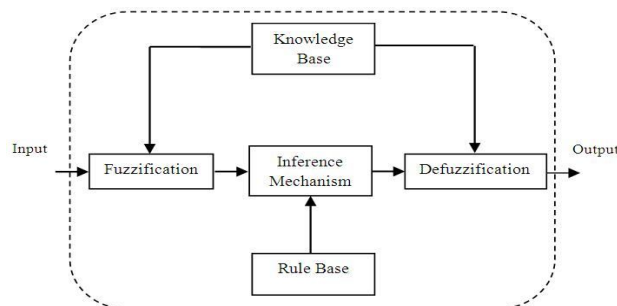 Knowledge
Base
Input
Fuzzification
Inference
Mechanism
Defuzzification
Output
Rule Base